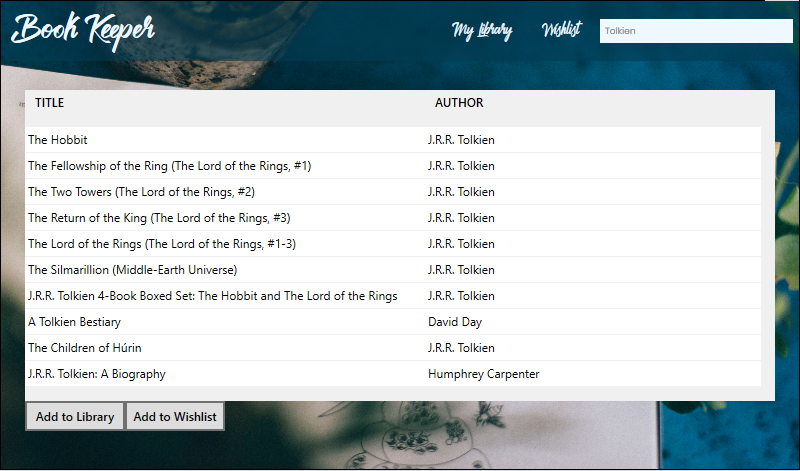 Book Keeper
My Library Wishlist Tolkien
TITLE AUTHOR
The Hobbit J.R.R. Tolkien
The Fellowship of the Ring (The Lord of the Rings, #1) J.R.R. Tolkien
The Two Towers (The Lord of the Rings, #2) J.R.R. Tolkien
The Return of the King (The Lord of the Rings, #3) J.R.R. Tolkien
The Lord of the Rings (The Lord of the Rings, #1-3) J.R.R. Tolkien
The Silmarillion (Middle-Earth Universe) J.R.R. Tolkien
J.R.R. Tolkien 4-Book Boxed Set: The Hobbit and The Lord of the Rings J.R.R. Tolkien
A Tolkien Bestiary David Day
The Children of Húrin J.R.R. Tolkien
J.R.R. Tolkien: A Biography Humphrey Carpenter
Add to Library Add to Wishlist